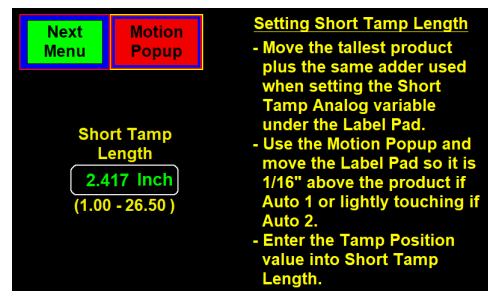 Next
Menu
Motion
Popup
Short Tamp
Length
2.417 Inch
(1.00 - 26.50 )
Setting Short Tamp Length
- Move the tallest product
plus the same adder used
when setting the Short
Tamp Analog variable
under the Label Pad.
- Use the Motion Popup and
move the Label Pad so it is
1/16" above the product if
Auto 1 or lightly touching if
Auto 2.
- Enter the Tamp Position
value into Short Tamp
Length.